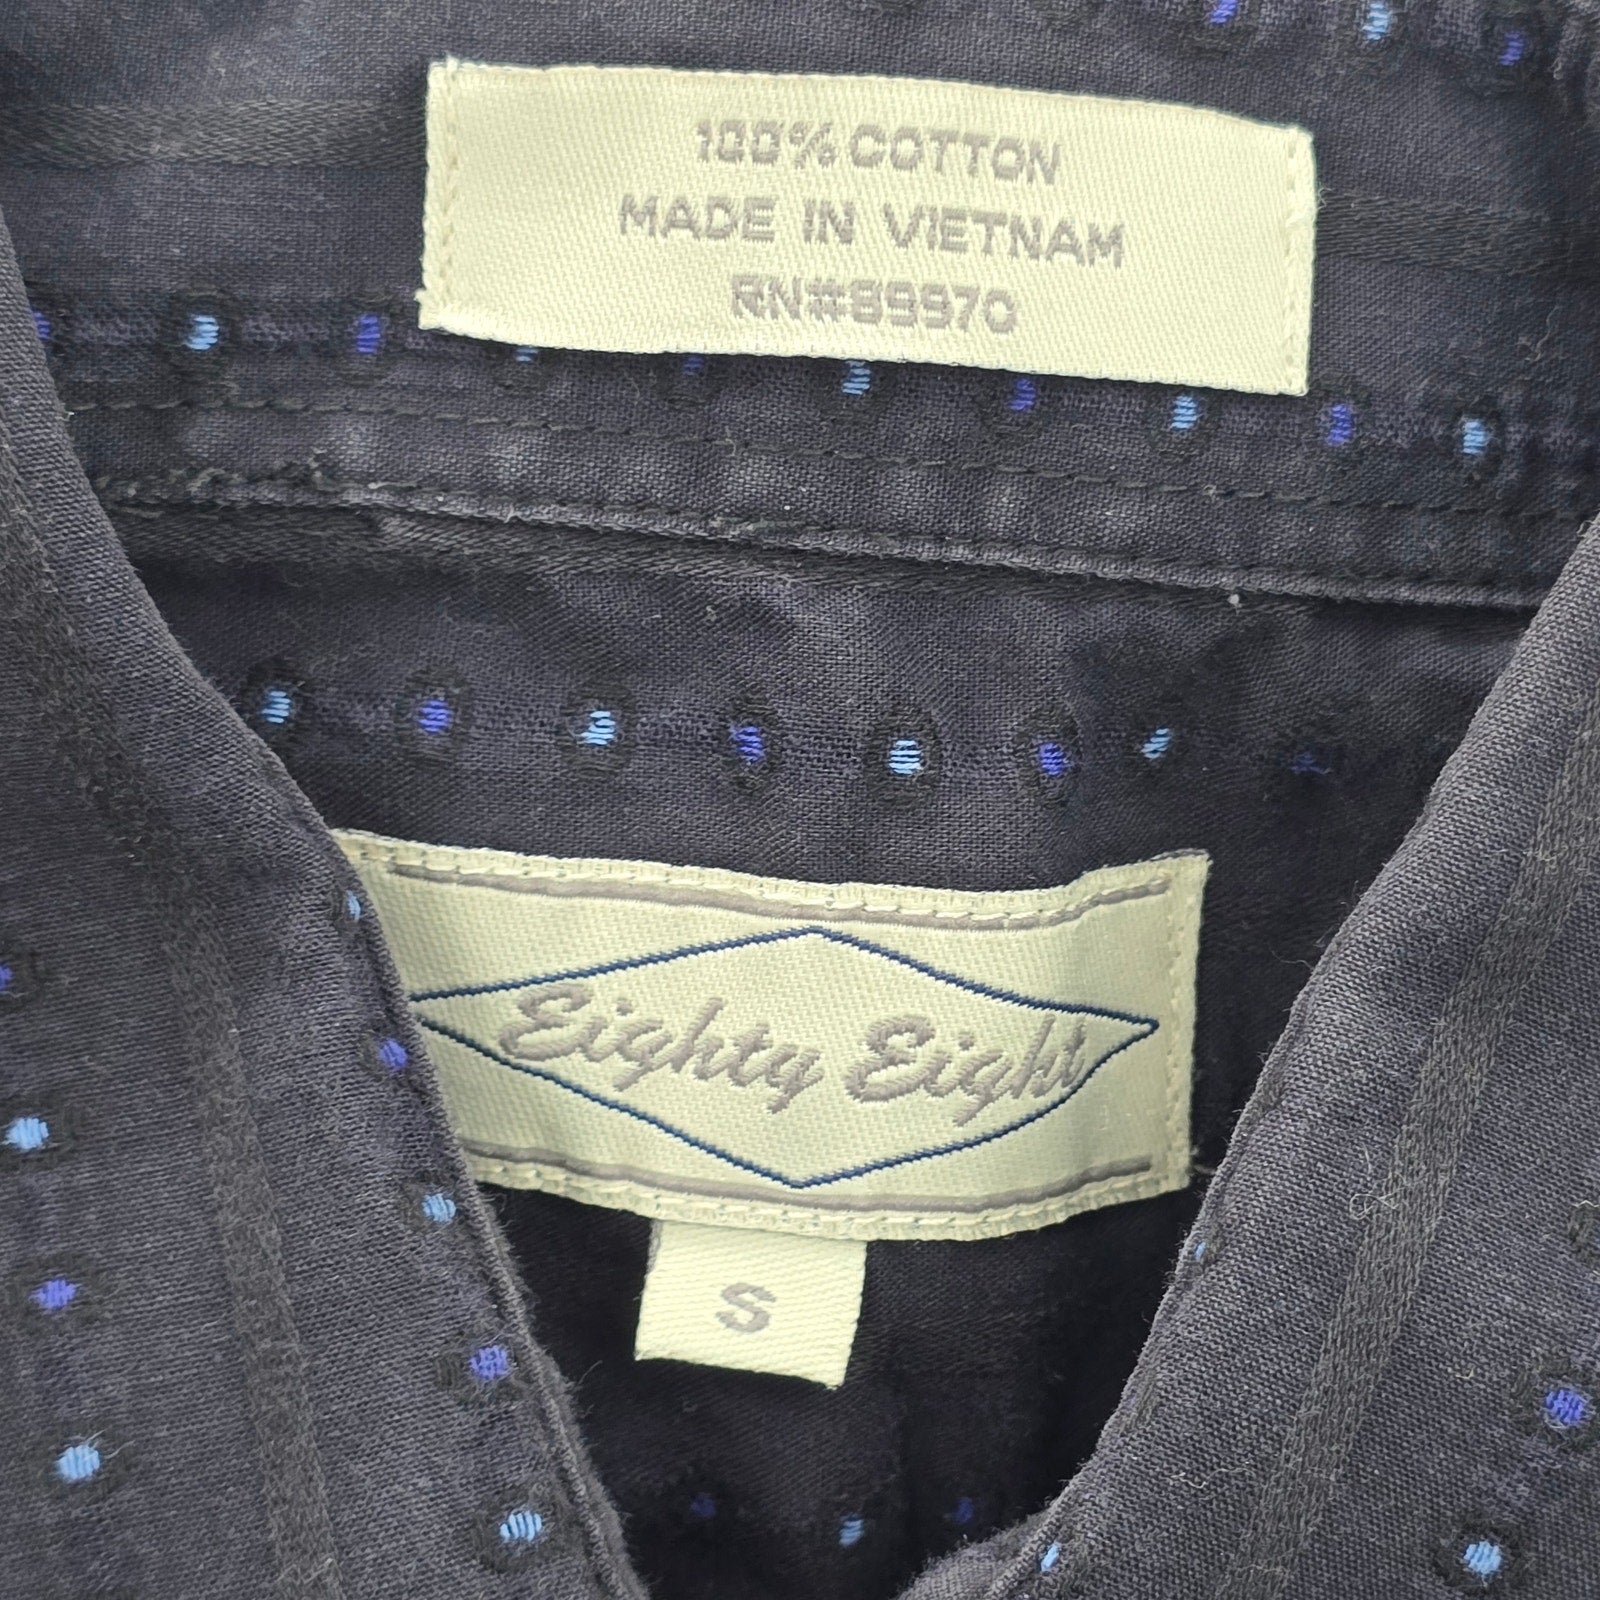 100% COTTON
MADE IN VIETNAM
RN#89970
Eighty Eight
S